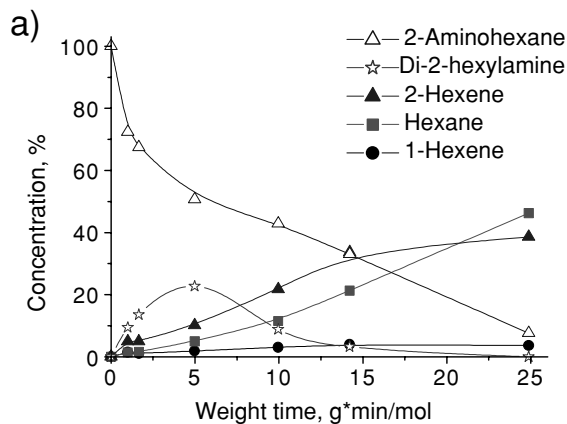 a)
2-Aminohexane
Di-2-hexylamine
2-Hexene
Hexane
1-Hexene
Concentration, %
100
80
60
40
20
0
0
5
10
15
20
25
Weight time, g*min/mol